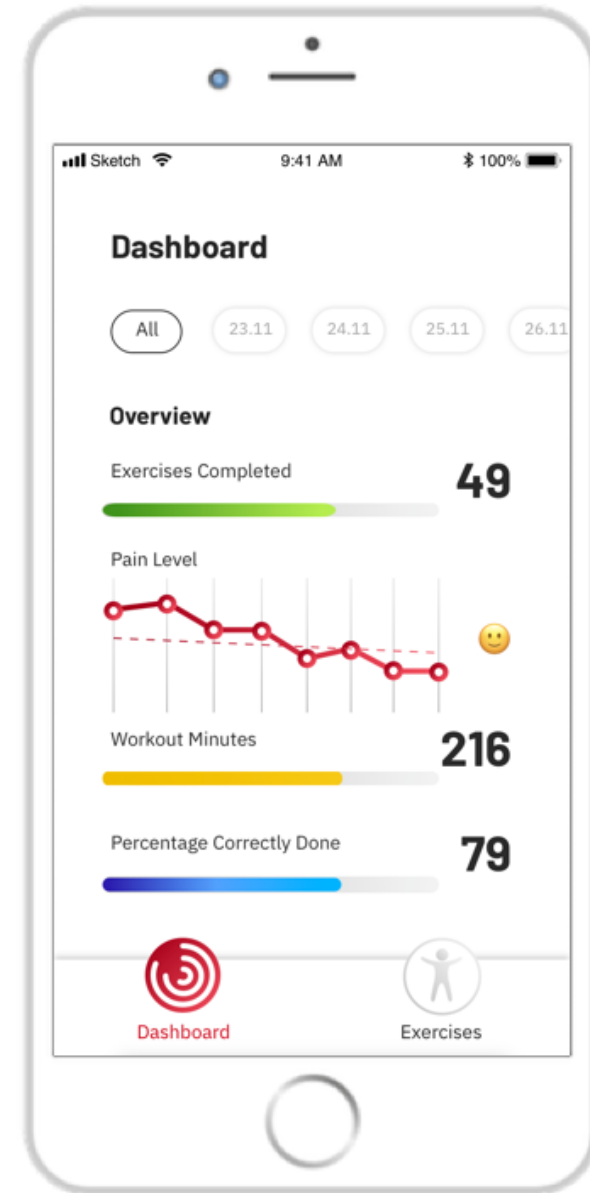 Sketch 9:41 AM 100%
Dashboard
All 23.11 24.11 25.11 26.11
Overview
Exercises Completed 49
Pain Level
Workout Minutes 216
Percentage Correctly Done 79
Dashboard Exercises